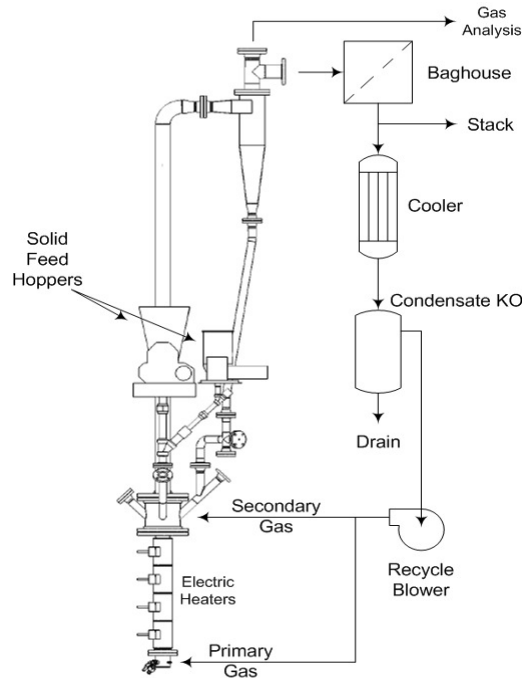 Gas
Analysis
Baghouse
Stack
Cooler
Solid
Feed
Hoppers
Condensate KO
Drain
Secondary
Gas
Recycle
Blower
Electric
Heaters
Primary
Gas